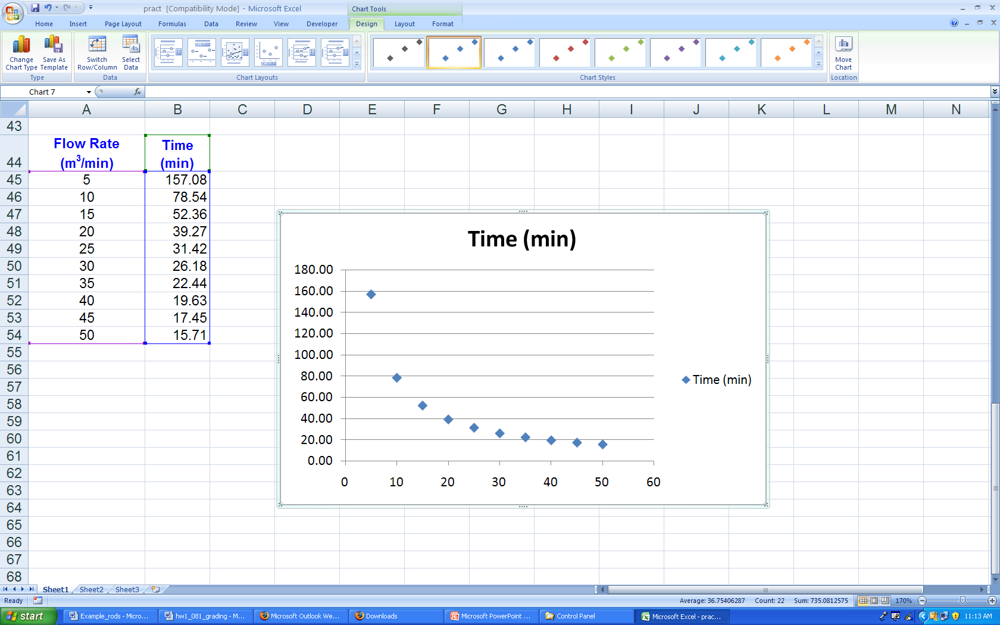 pract [Compatibility Mode] - Microsoft Excel
Chart Tools
Home Insert Page Layout Formulas Data Review View Developer Design Layout Format
Change Chart Type
Save As Template
Switch Row/Column
Select Data
Move Chart
Type Data Chart Layouts Chart Styles Location
Chart 7 fx
A B C D E F G H I J K L M N
43
44 Flow Rate (m³/min) Time (min)
45 5 157.08
46 10 78.54
47 15 52.36
48 20 39.27
49 25 31.42
50 30 26.18
51 35 22.44
52 40 19.63
53 45 17.45
54 50 15.71
55
56
57
58
59
60
61
62
63
64
65
66
67
68
Time (min)
180.00
160.00
140.00
120.00
100.00
80.00
60.00
40.00
20.00
0.00
0 10 20 30 40 50 60
Time (min)
Sheet1 Sheet2 Sheet3
Ready Average: 36.75406287 Count: 22 Sum: 735.0812575 170%
start Example_rods - Micro... hw1_081_grading - M... Microsoft Outlook We... Downloads Microsoft PowerPoint ... Control Panel Microsoft Excel - prac... 11:13 AM